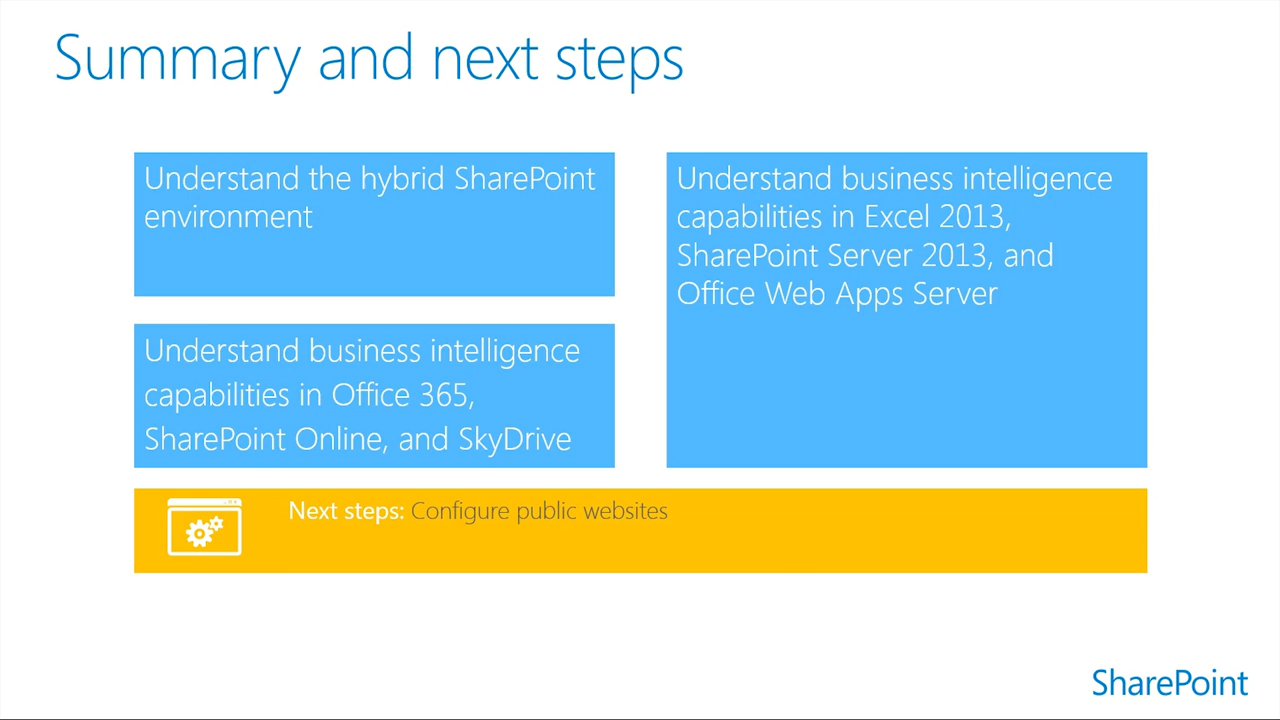 Summary and next steps
Understand the hybrid SharePoint
environment
Understand business intelligence
capabilities in Office 365,
SharePoint Online, and SkyDrive
Understand business intelligence
capabilities in Excel 2013,
SharePoint Server 2013, and
Office Web Apps Server
Next steps: Configure public websites
SharePoint